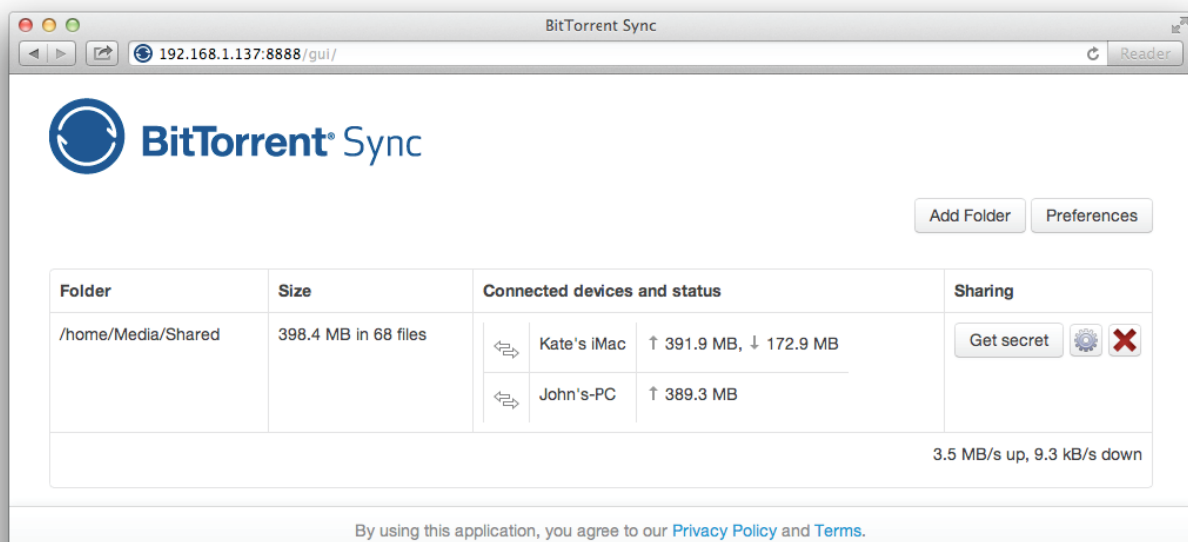 BitTorrent Sync
192.168.1.137:8888/gui/
Reader
BitTorrent® Sync
Add Folder Preferences
Folder Size Connected devices and status Sharing
/home/Media/Shared 398.4 MB in 68 files Kate's iMac ↑ 391.9 MB, ↓ 172.9 MB Get secret
John's-PC ↑ 389.3 MB
3.5 MB/s up, 9.3 kB/s down
By using this application, you agree to our Privacy Policy and Terms.